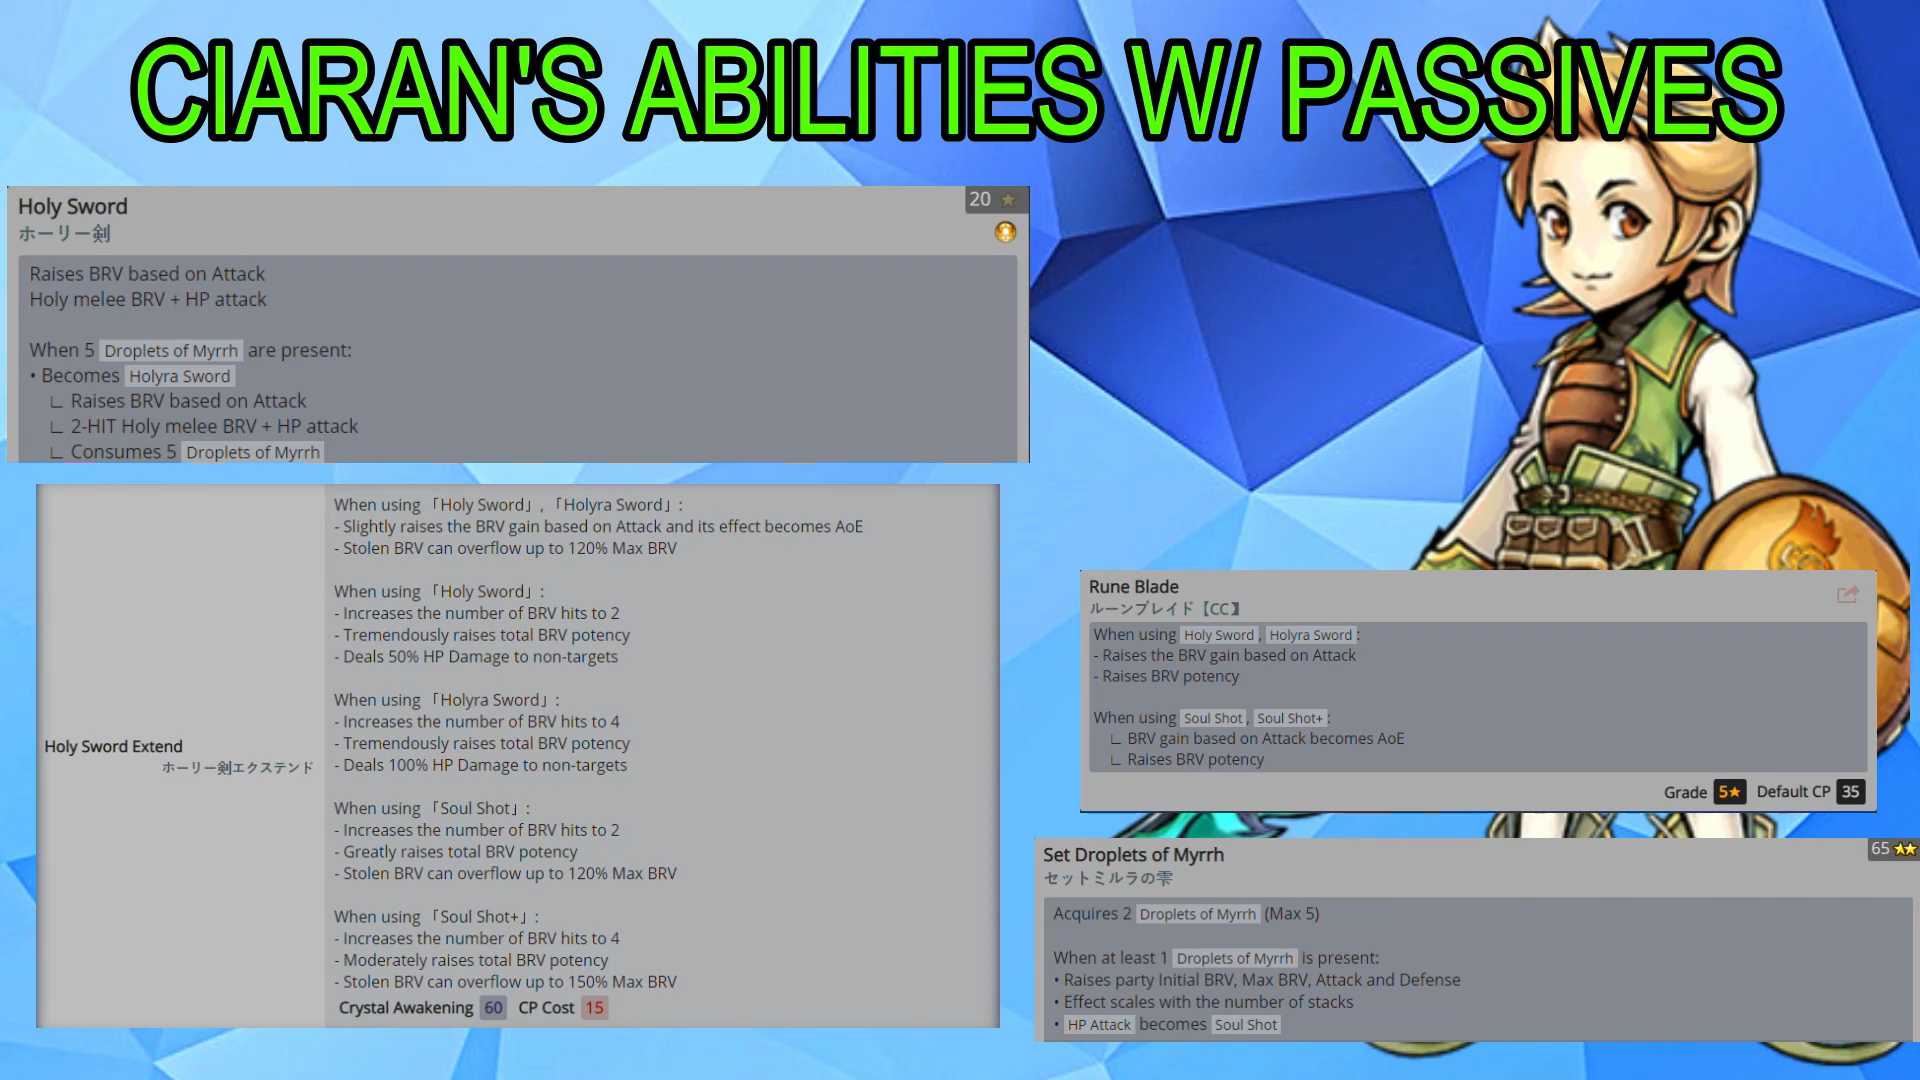 CIARAN'S ABILITIES W/ PASSIVES
Holy Sword
20 ★
ホーリー剣
Raises BRV based on Attack
Holy melee BRV + HP attack
When 5 Droplets of Myrrh are present:
• Becomes Holyra Sword
∟ Raises BRV based on Attack
∟ 2-HIT Holy melee BRV + HP attack
∟ Consumes 5 Droplets of Myrrh
Holy Sword Extend
ホーリー剣エクステンド
When using 「Holy Sword」, 「Holyra Sword」:
- Slightly raises the BRV gain based on Attack and its effect becomes AoE
- Stolen BRV can overflow up to 120% Max BRV
When using 「Holy Sword」:
- Increases the number of BRV hits to 2
- Tremendously raises total BRV potency
- Deals 50% HP Damage to non-targets
When using 「Holyra Sword」:
- Increases the number of BRV hits to 4
- Tremendously raises total BRV potency
- Deals 100% HP Damage to non-targets
When using 「Soul Shot」:
- Increases the number of BRV hits to 2
- Greatly raises total BRV potency
- Stolen BRV can overflow up to 120% Max BRV
When using 「Soul Shot+」:
- Increases the number of BRV hits to 4
- Moderately raises total BRV potency
- Stolen BRV can overflow up to 150% Max BRV
Crystal Awakening 60 CP Cost 15
Rune Blade
ルーンブレイド【CC】
When using Holy Sword, Holyra Sword:
- Raises the BRV gain based on Attack
- Raises BRV potency
When using Soul Shot, Soul Shot+:
∟ BRV gain based on Attack becomes AoE
∟ Raises BRV potency
Grade 5★ Default CP 35
Set Droplets of Myrrh
65 ★★
セットミルラの雫
Acquires 2 Droplets of Myrrh (Max 5)
When at least 1 Droplets of Myrrh is present:
• Raises party Initial BRV, Max BRV, Attack and Defense
• Effect scales with the number of stacks
• HP Attack becomes Soul Shot